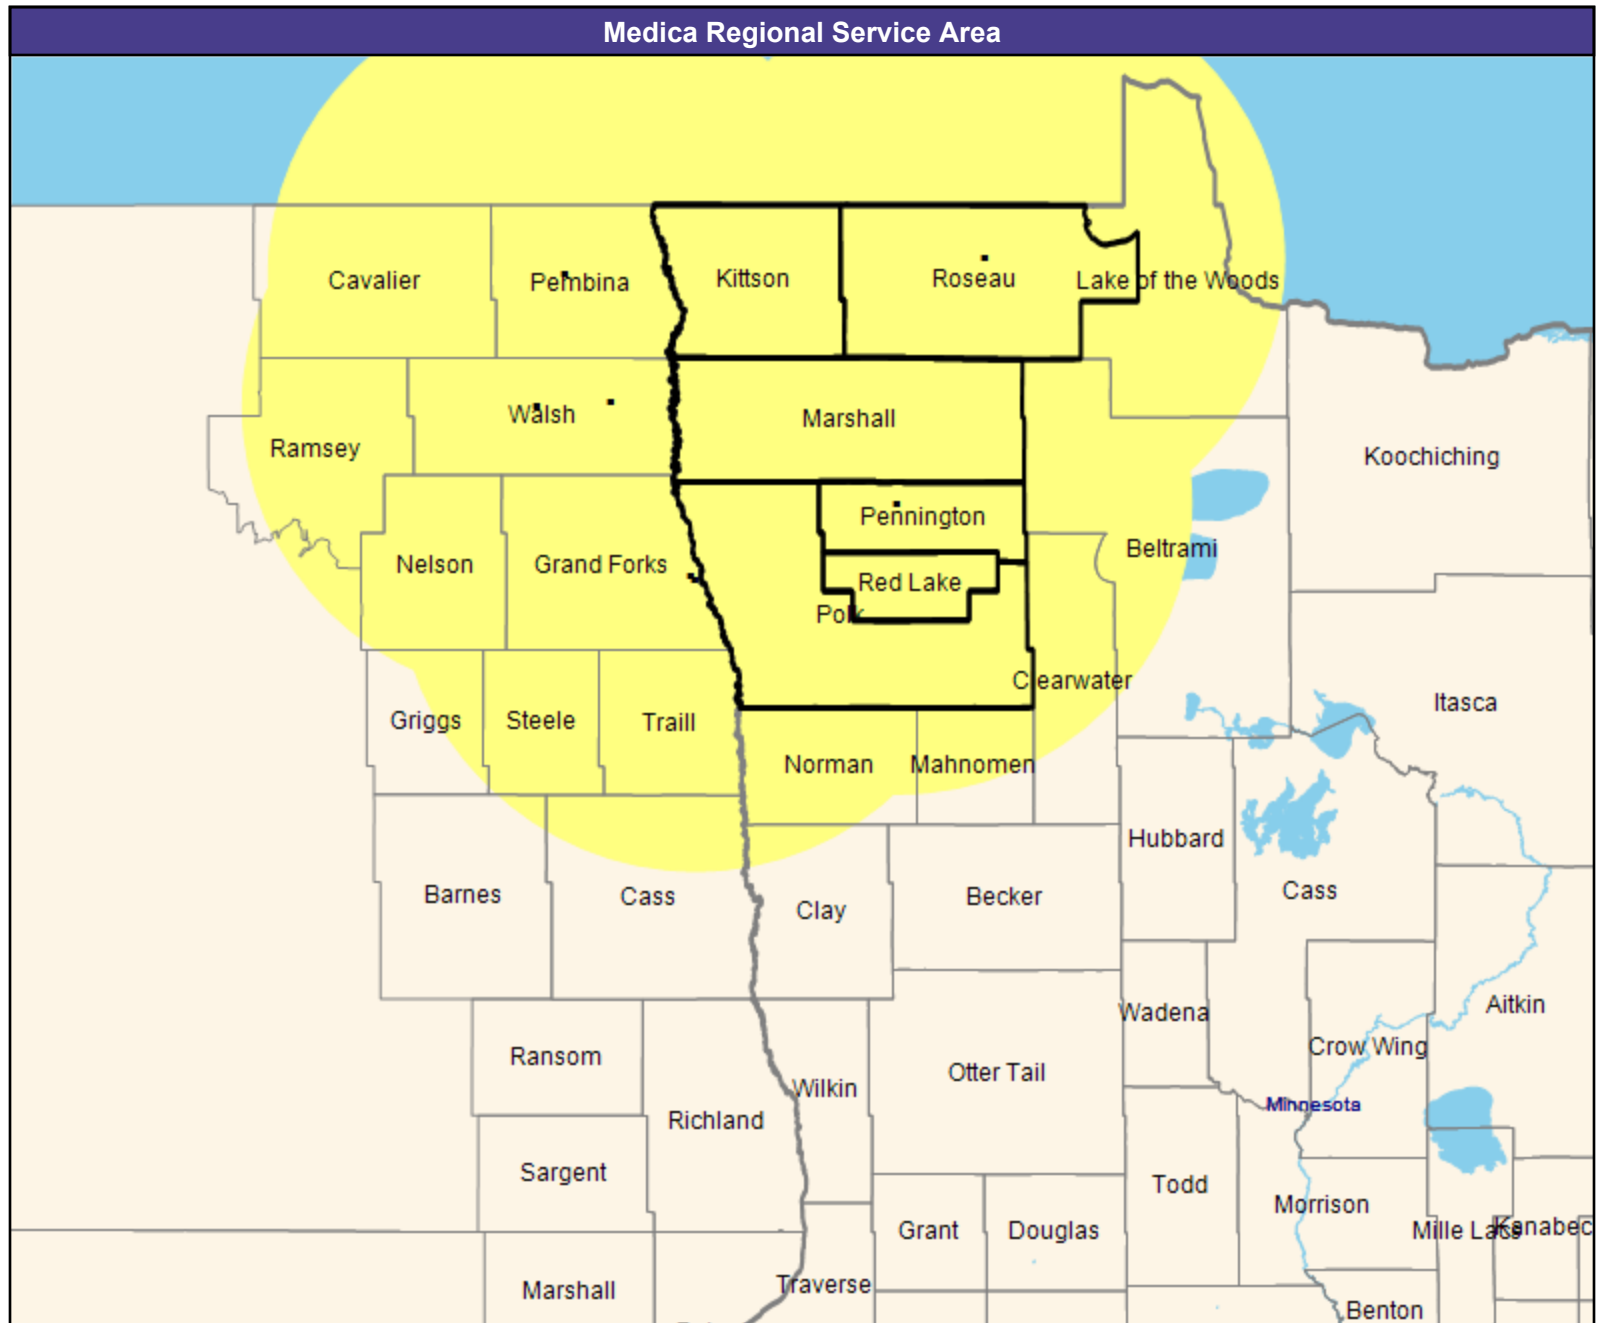 Medica Regional Service Area
Cavalier
Pembina
Kittson
Roseau
Lake of the Woods
Walsh
Marshall
Ramsey
Koochiching
Pennington
Nelson
Grand Forks
Beltrami
Red Lake
Polk
Clearwater
Griggs
Steele
Traill
Itasca
Norman
Mahnomen
Hubbard
Barnes
Cass
Clay
Becker
Cass
Wadena
Aitkin
Ransom
Crow Wing
Otter Tail
Wilkin
Minnesota
Richland
Sargent
Todd
Morrison
Grant
Douglas
Mille Lacs
Kanabec
Marshall
Traverse
Benton